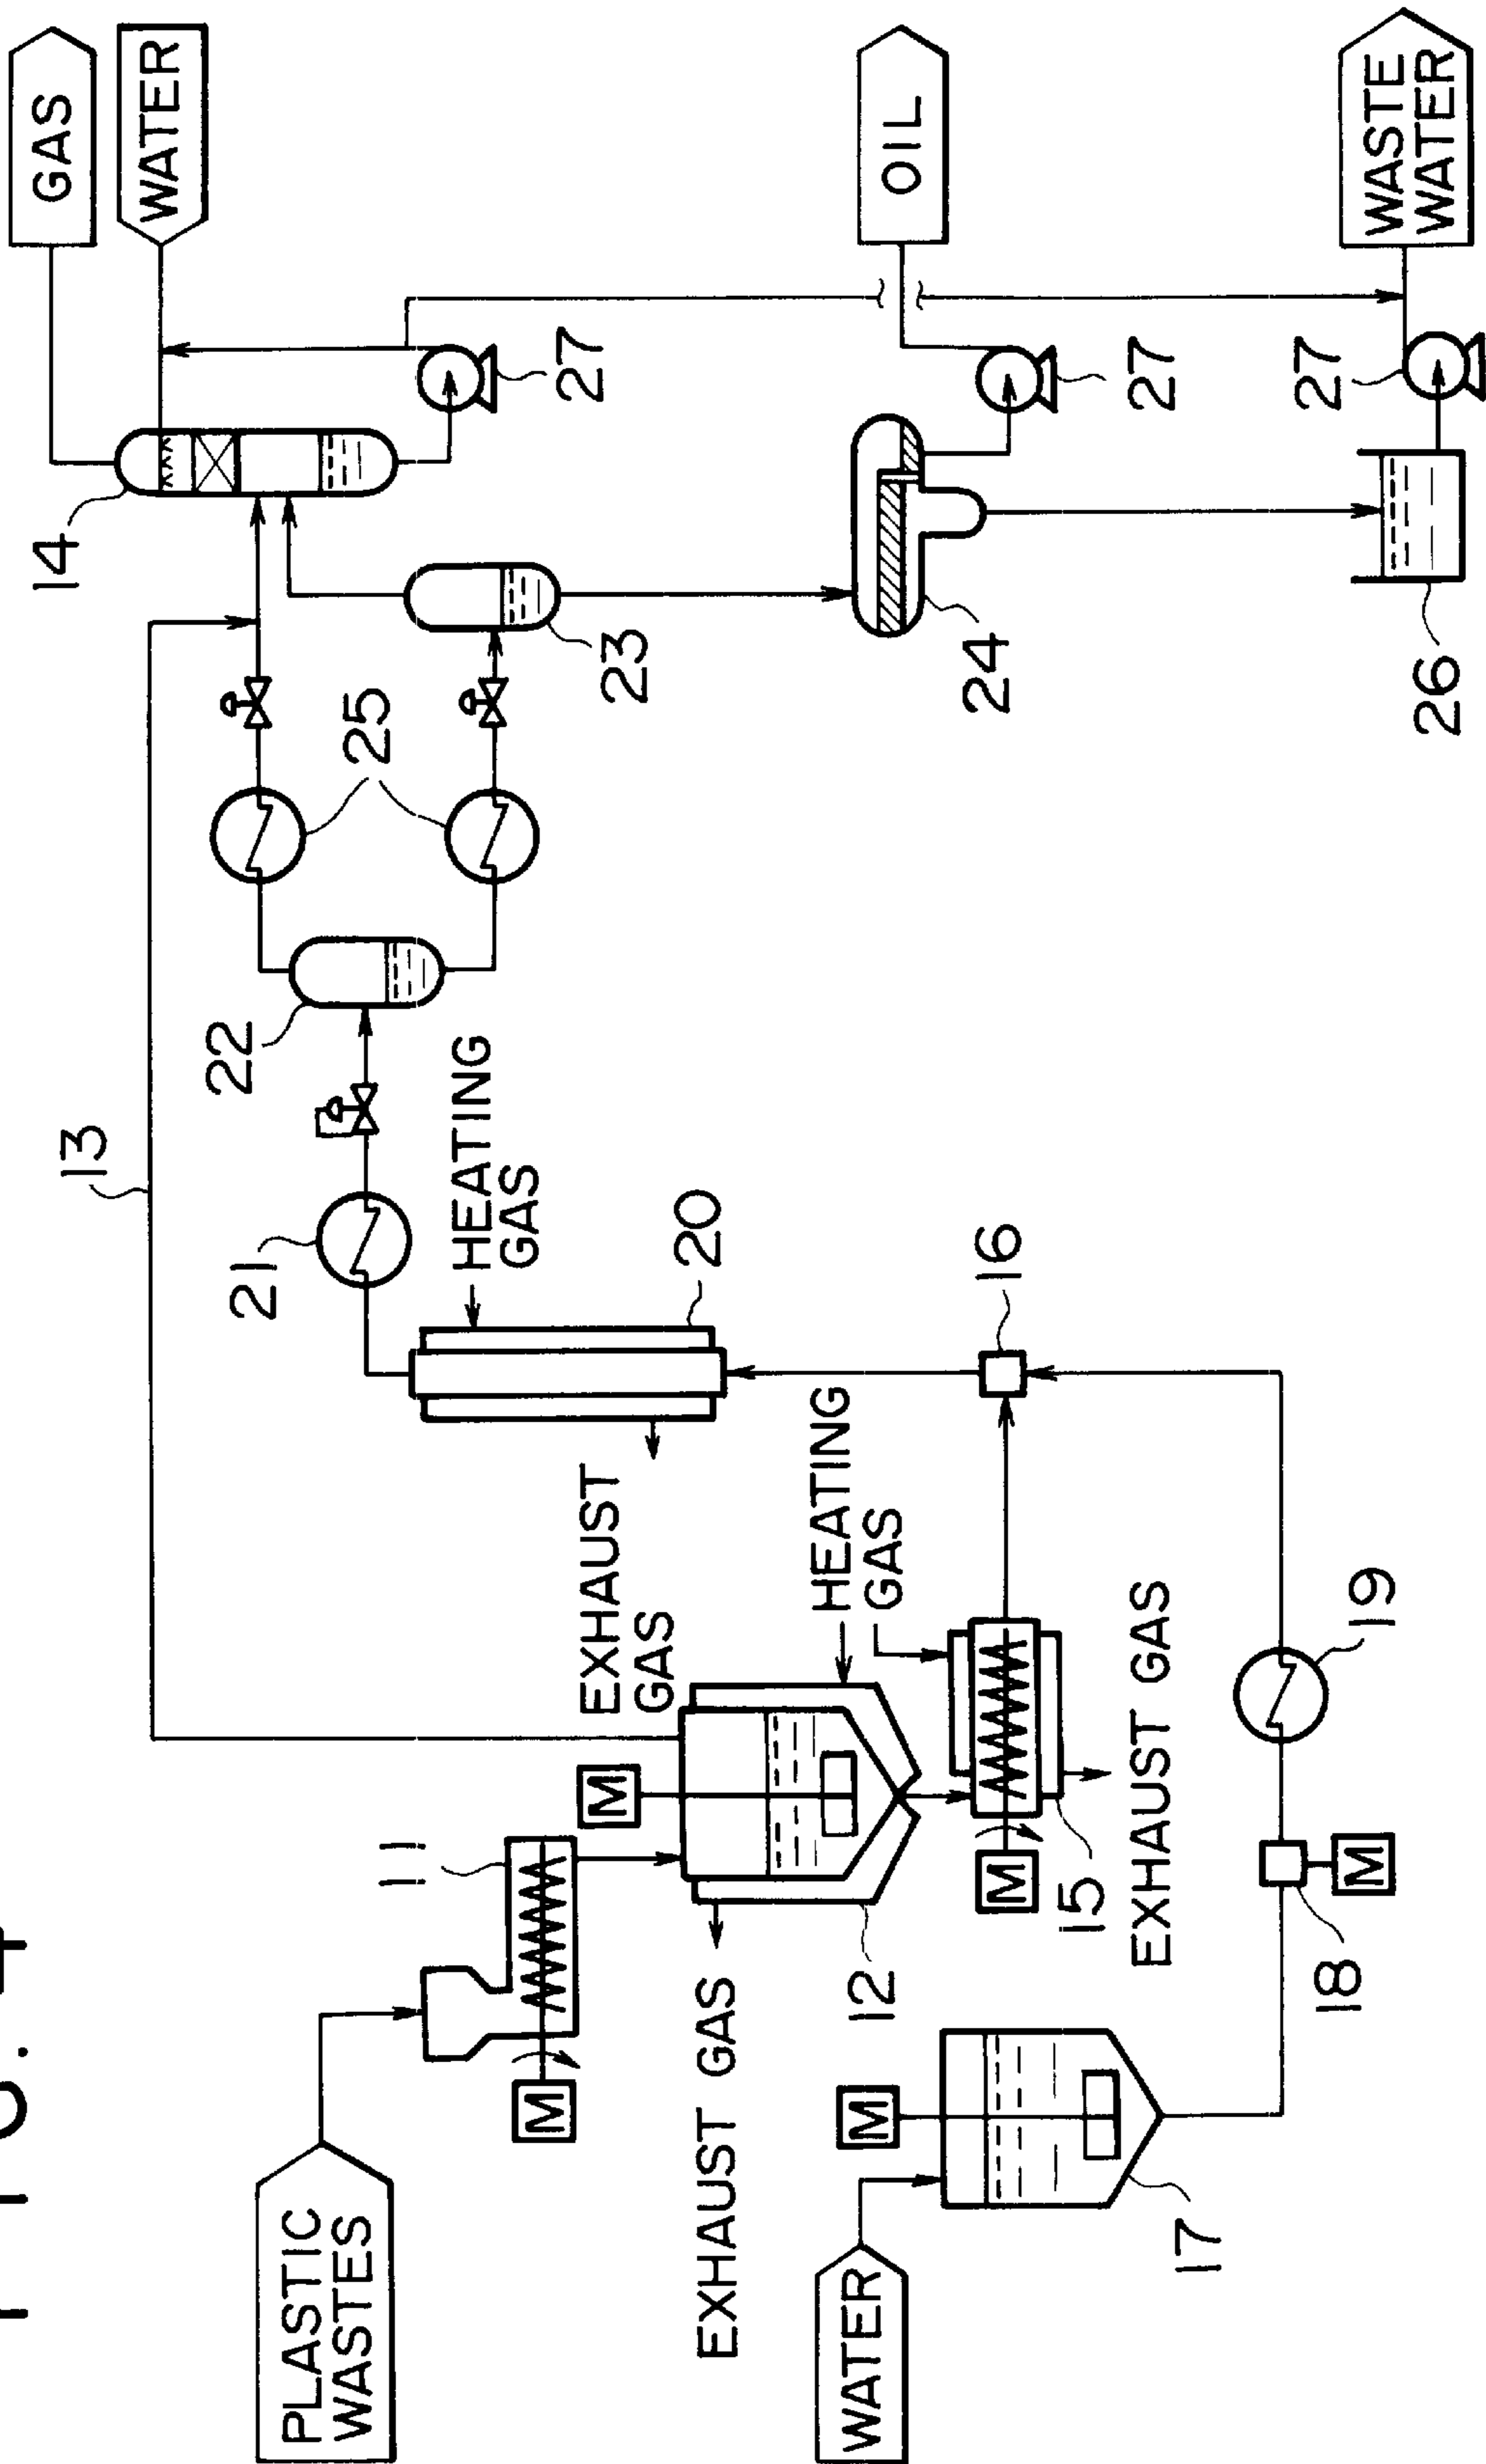 13
14
GAS
WATER
22
21
25
PLASTIC
WASTES
11
HEATING
GAS
27
M
M
EXHAUST
GAS
23
20
EXHAUST GAS
12
HEATING
GAS
M
WATER
OIL
24
16
M
15
EXHAUST GAS
27
17
18
M
19
27
26
WASTE
WATER